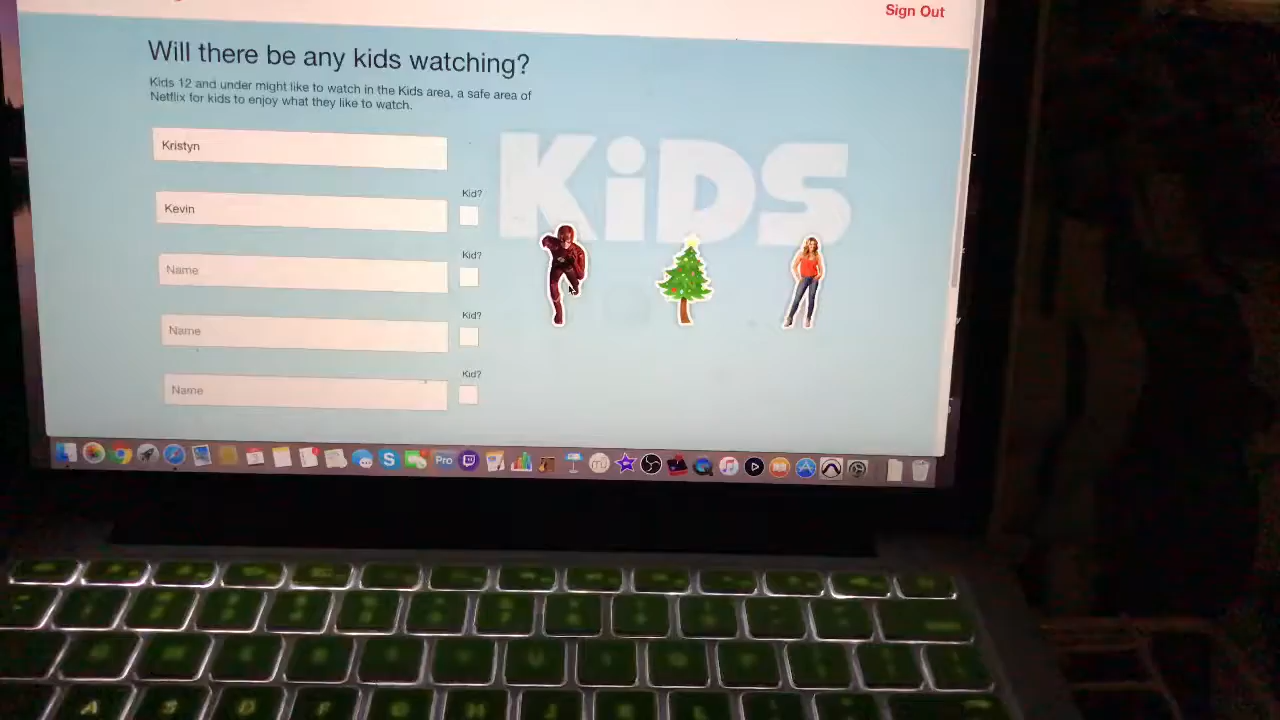 Sign Out
Will there be any kids watching?
Kids 12 and under might like to watch in the Kids area, a safe area of
Netflix for kids to enjoy what they like to watch.
KiDS
Kristyn
Kid?
Kevin
Kid?
Name
Kid?
Name
Kid?
Name
S
Pro
A S D F